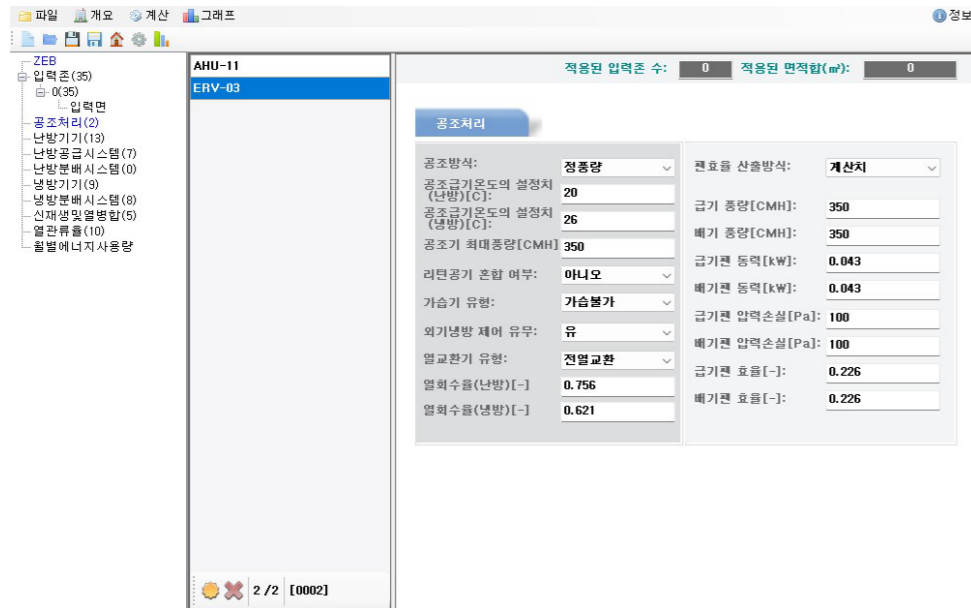 파일 개요 계산 그래프 정보
ZEB
입력존(35)
0(35)
입력면
공조처리(2)
난방기기(13)
난방공급시스템(7)
난방분배시스템(0)
냉방기기(9)
냉방분배시스템(8)
신재생및열병합(5)
열관류율(10)
월별에너지사용량
AHU-11
ERV-03
2/2 [0002]
적용된 입력존 수: 0 적용된 면적합(㎡): 0
공조처리
공조방식: 정풍량
공조급기온도의 설정치
(난방)[C]: 20
공조급기온도의 설정치
(냉방)[C]: 26
공조기 최대풍량[CMH] 350
리턴공기 혼합 여부: 아니오
가습기 유형: 가습불가
외기냉방 제어 유무: 유
열교환기 유형: 전열교환
열회수율(난방)[-] 0.756
열회수율(냉방)[-] 0.621
팬효율 산출방식: 계산치
급기 풍량[CMH]: 350
배기 풍량[CMH]: 350
급기팬 동력[kW]: 0.043
배기팬 동력[kW]: 0.043
급기팬 압력손실[Pa]: 100
배기팬 압력손실[Pa]: 100
급기팬 효율[-]: 0.226
배기팬 효율[-]: 0.226